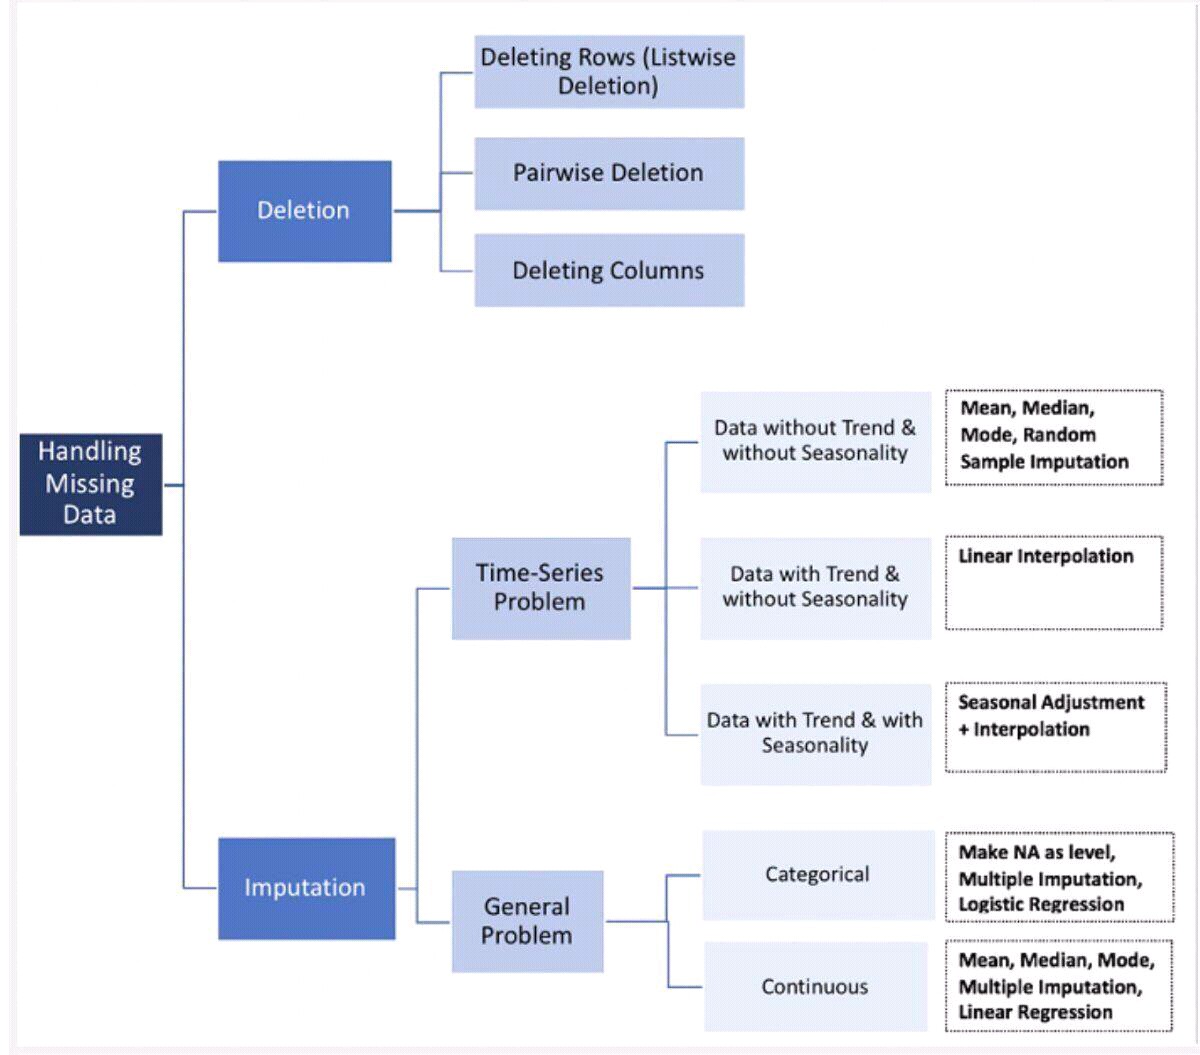 Deleting Rows (Listwise
Deletion)
Pairwise Deletion
Deletion
Deleting Columns
Handling
Missing
Data
Data without Trend &
without Seasonality
Mean, Median,
Mode, Random
Sample Imputation
Time-Series
Problem
Data with Trend &
without Seasonality
Linear Interpolation
Data with Trend & with
Seasonality
Seasonal Adjustment
+ Interpolation
Imputation
General
Problem
Categorical
Make NA as level,
Multiple Imputation,
Logistic Regression
Continuous
Mean, Median, Mode,
Multiple Imputation,
Linear Regression